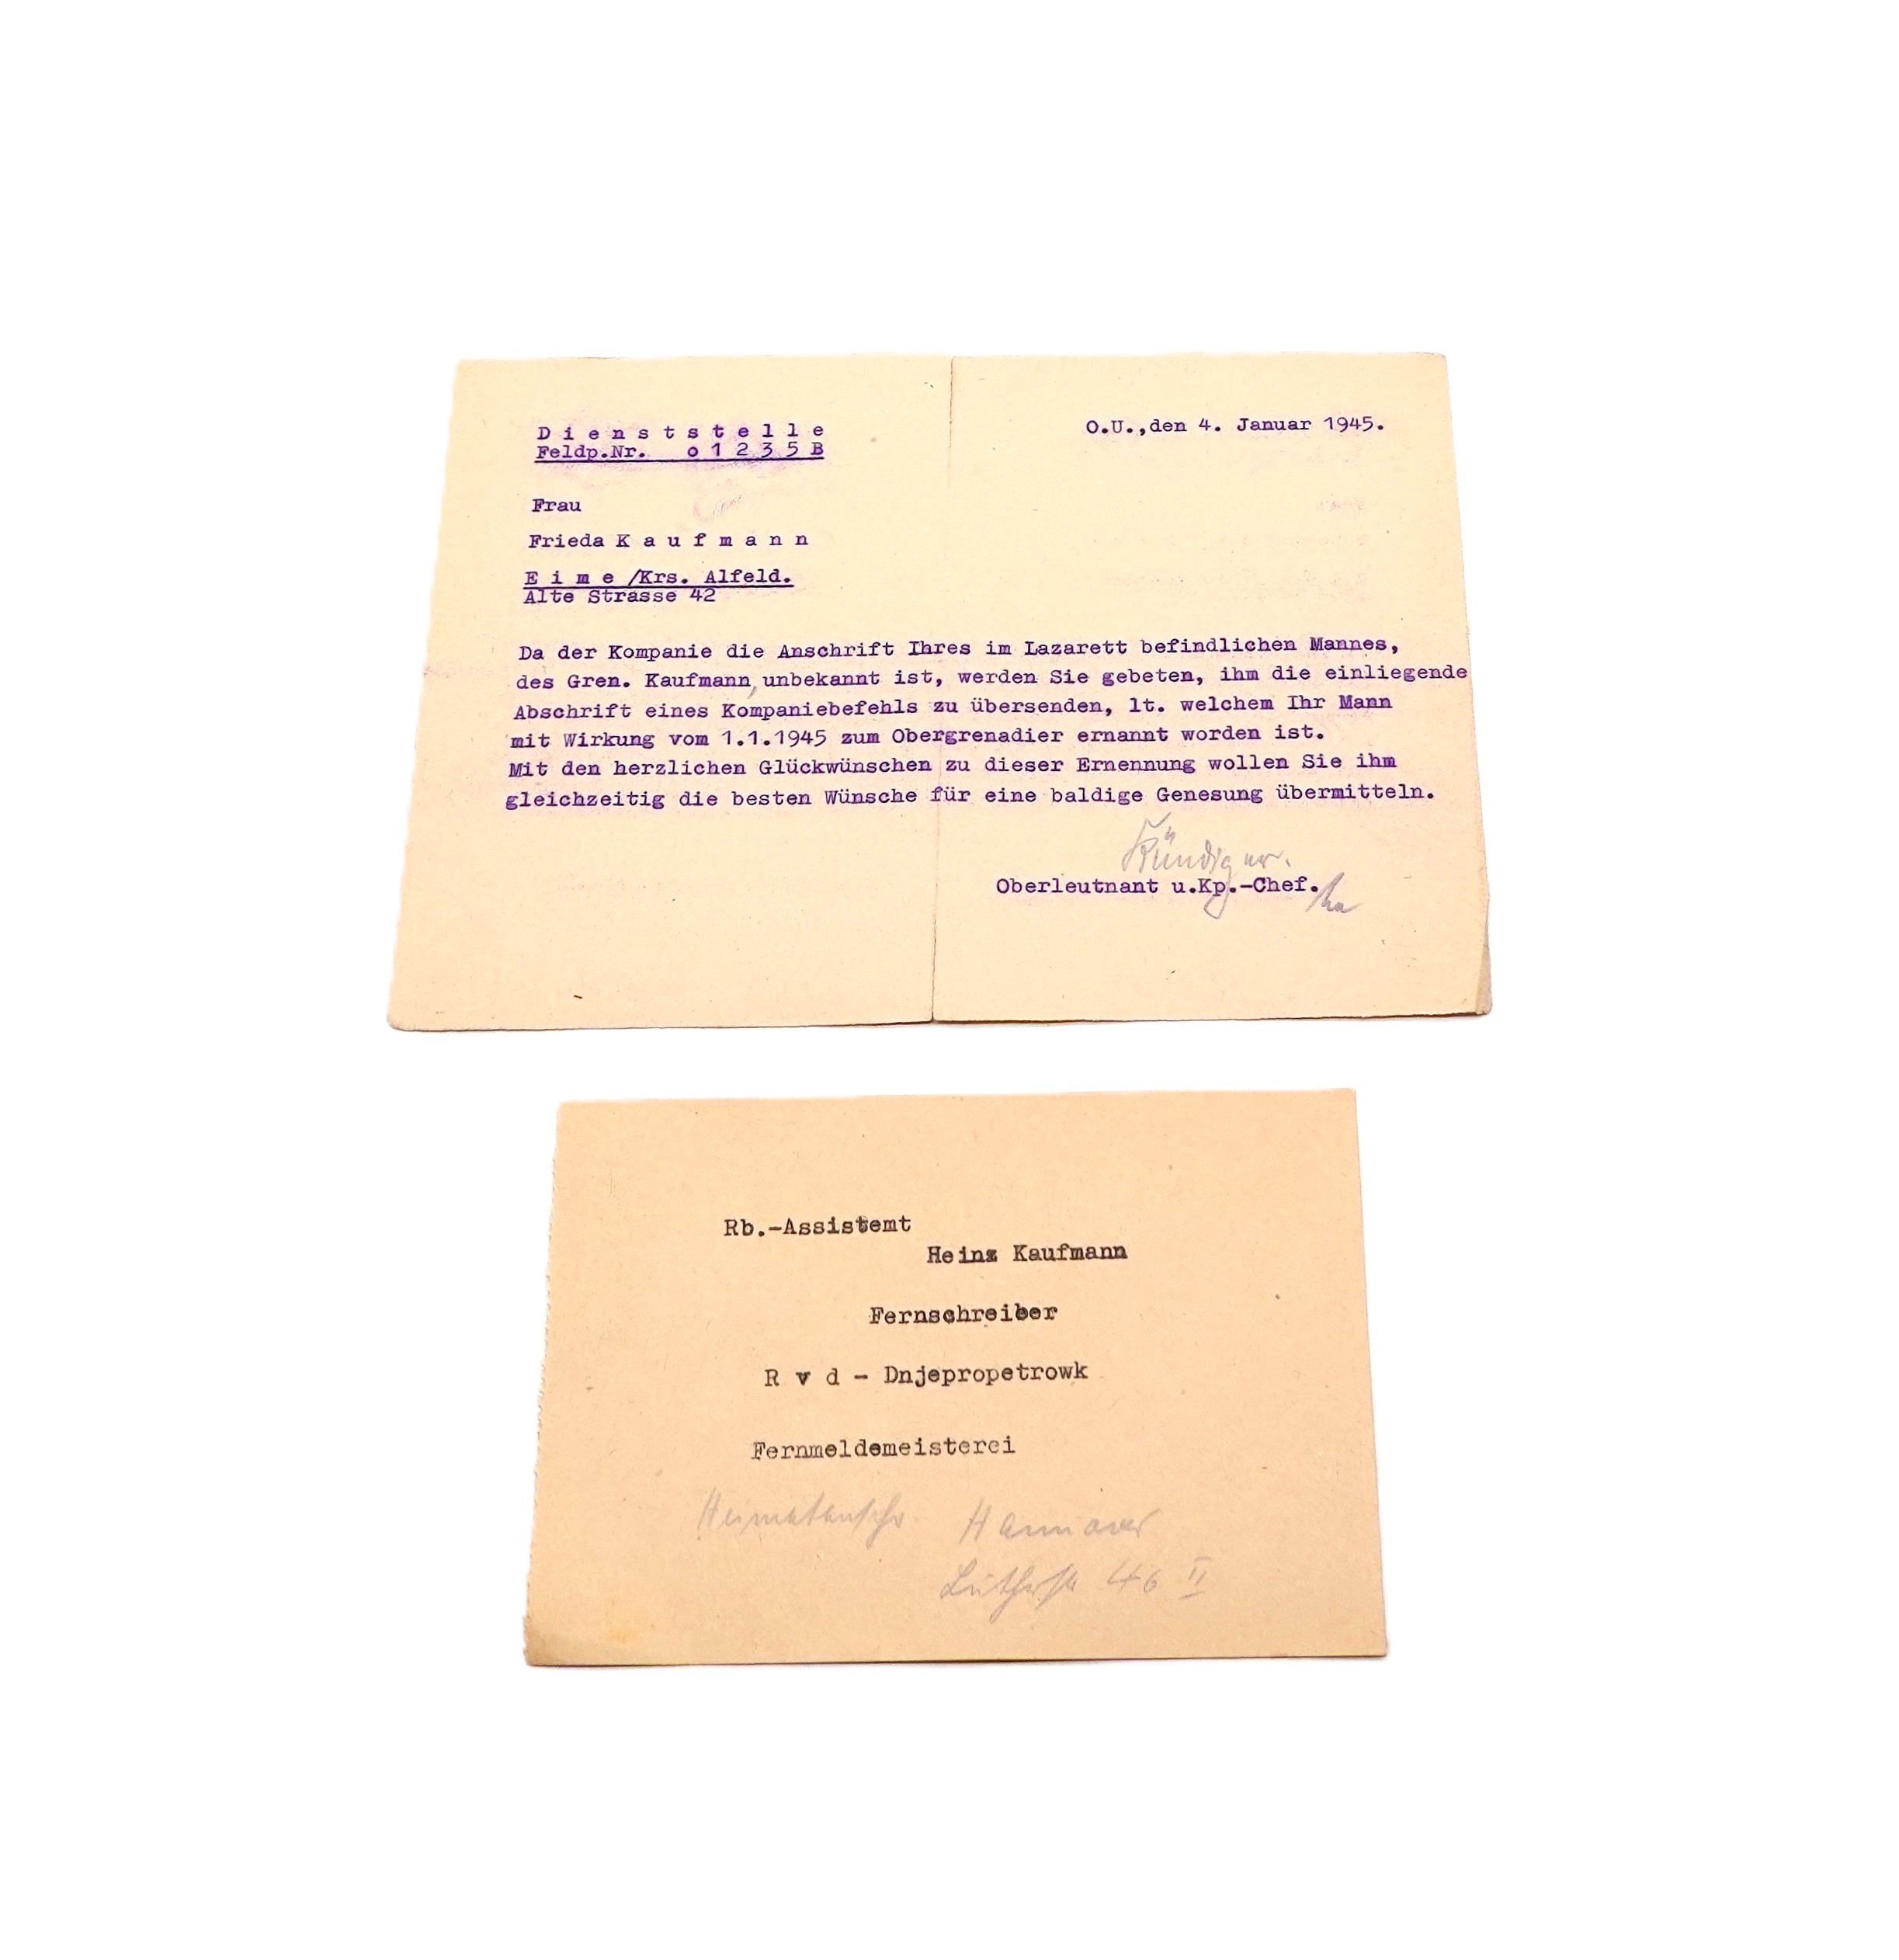 D i e n s t s t e l l e
Feldp.Nr. o 1 2 3 5 B
O.U.,den 4. Januar 1945.
Frau
Frieda K a u f m a n n
E i m e /Krs. Alfeld.
Alte Strasse 42
Da der Kompanie die Anschrift Ihres im Lazarett befindlichen Mannes,
des Gren. Kaufmann,unbekannt ist, werden Sie gebeten, ihm die einliegende
Abschrift eines Kompaniebefehls zu übersenden, lt. welchem Ihr Mann
mit Wirkung vom 1.1.1945 zum Obergrenadier ernannt worden ist.
Mit den herzlichen Glückwünschen zu dieser Ernennung wollen Sie ihm
gleichzeitig die besten Wünsche für eine baldige Genesung übermitteln.
Oberleutnant u.Kp.-Chef.
Rb.-Assistemt
Heinz Kaufmann
Fernschreiber
R v d - Dnjepropetrowk
Fernmeldemeisterei
Hannover
46 II